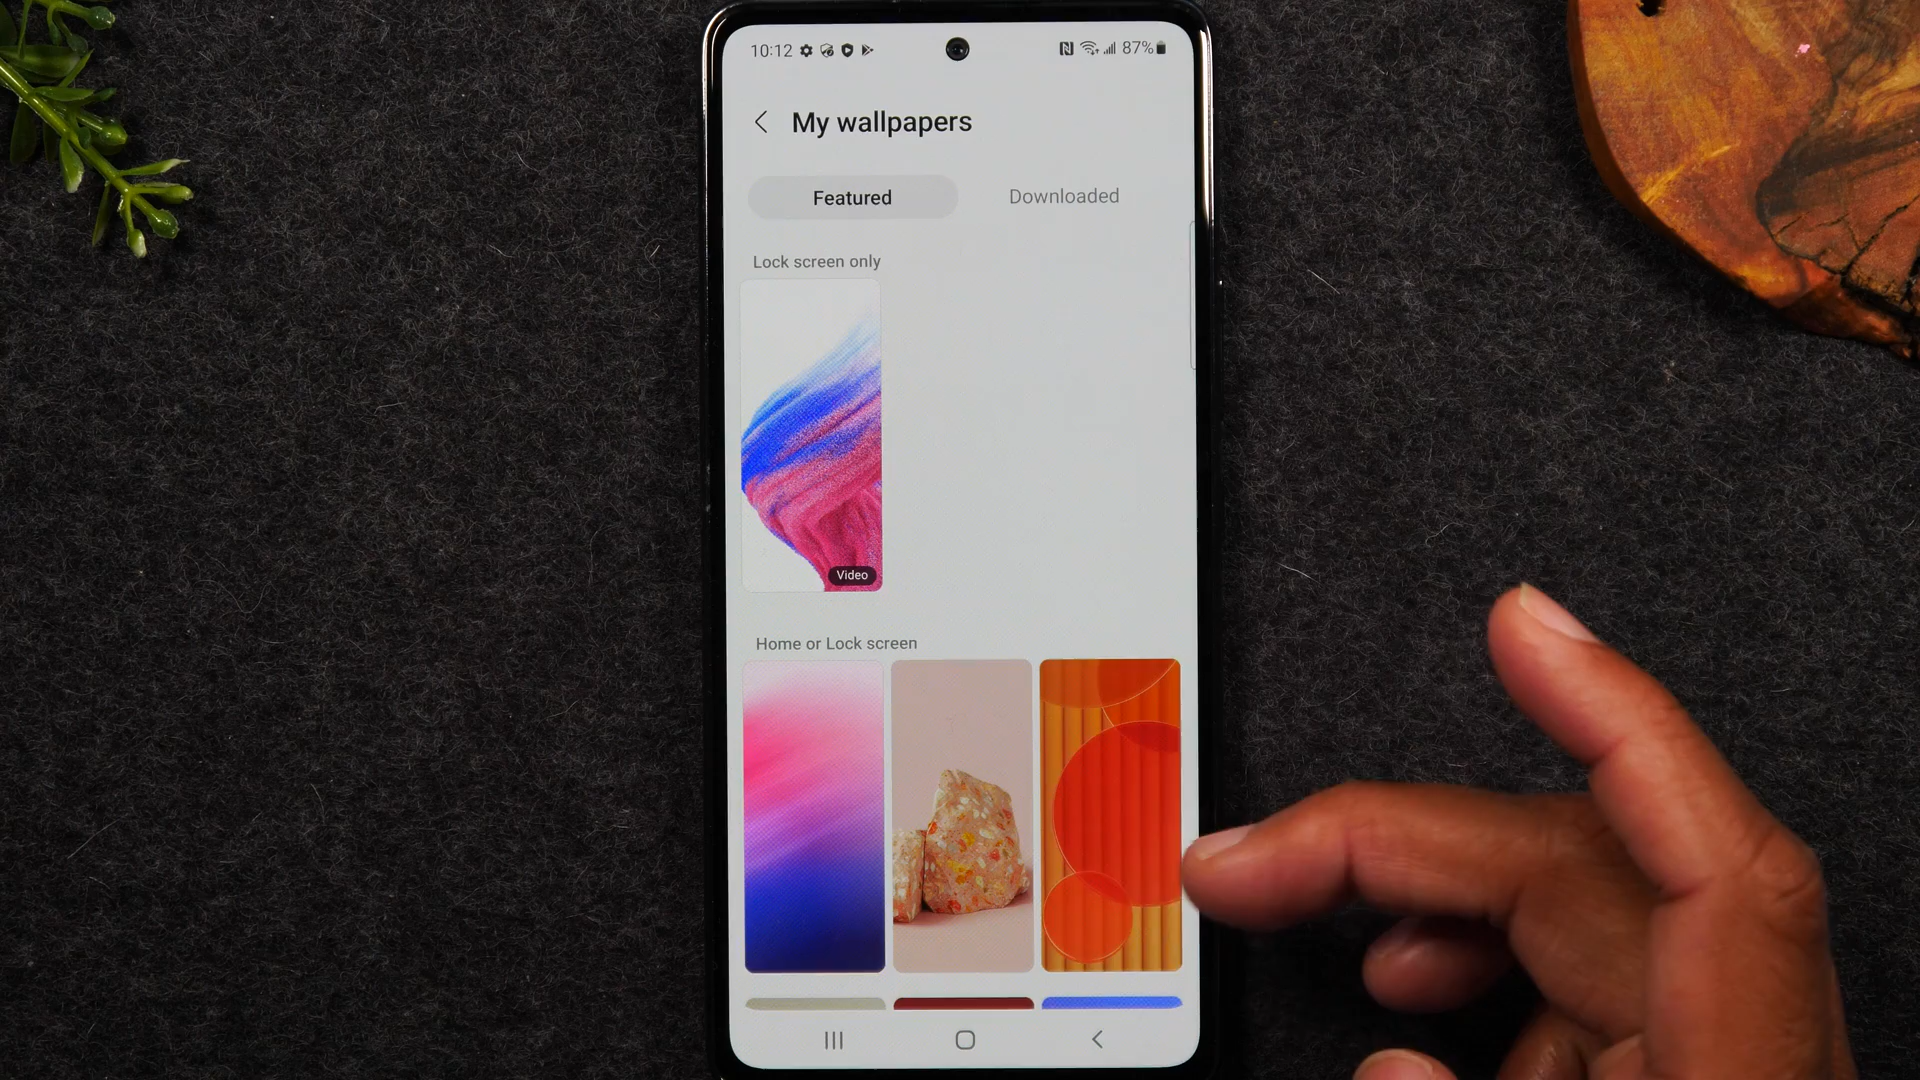 10:12
87%
My wallpapers
Featured
Downloaded
Lock screen only
Video
Home or Lock screen